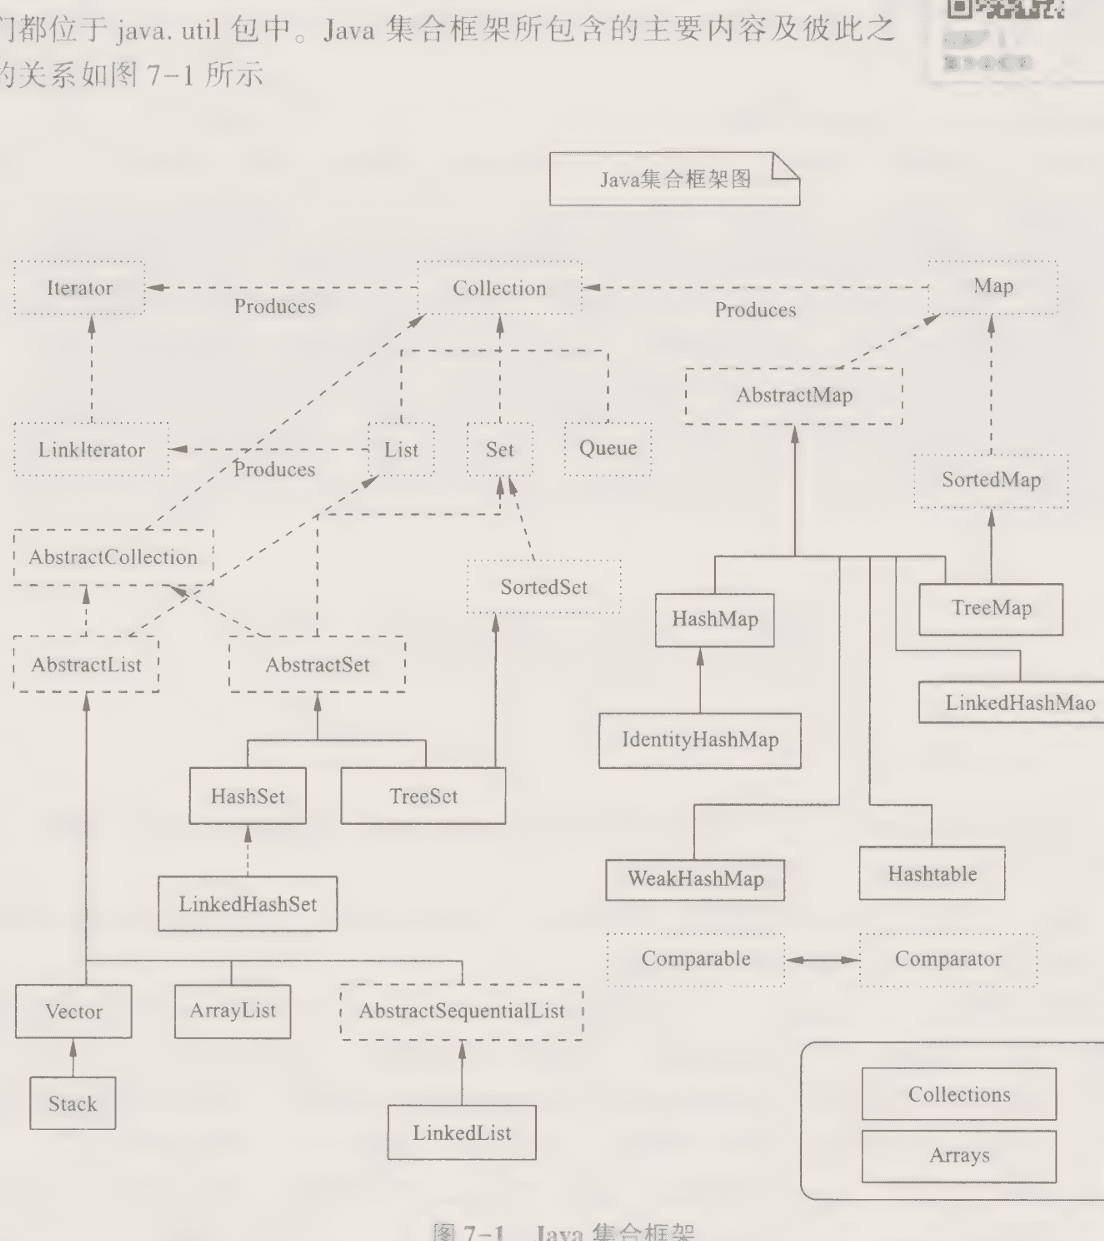 们都位于 java. util 包中。Java 集合框架所包含的主要内容及彼此之
的关系如图 7-1 所示
Java集合框架图
Iterator
Produces
Collection
Produces
Map
AbstractMap
LinkIterator
Produces
List
Set
Queue
SortedMap
AbstractCollection
SortedSet
HashMap
TreeMap
AbstractList
AbstractSet
LinkedHashMao
IdentityHashMap
HashSet
TreeSet
WeakHashMap
Hashtable
LinkedHashSet
Comparable
Comparator
Vector
ArrayList
AbstractSequentialList
Stack
LinkedList
Collections
Arrays
图 7-1 Java 集合框架